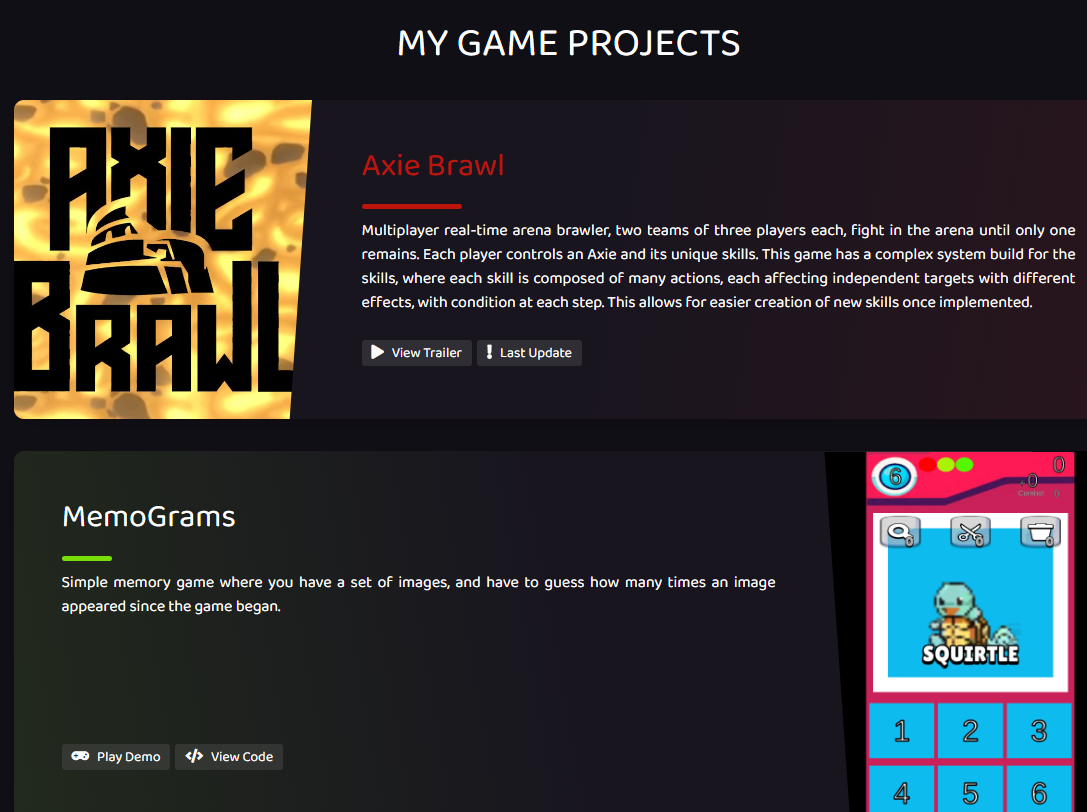 MY GAME PROJECTS
AXIE
BRAWL
Axie Brawl
Multiplayer real-time arena brawler, two teams of three players each, fight in the arena until only one
remains. Each player controls an Axie and its unique skills. This game has a complex system build for the
skills, where each skill is composed of many actions, each affecting independent targets with different
effects, with condition at each step. This allows for easier creation of new skills once implemented.
View Trailer Last Update
MemoGrams
Simple memory game where you have a set of images, and have to guess how many times an image
appeared since the game began.
Play Demo View Code
6 0
+0
Combo! 0
0 0 0
SQUIRTLE
1 2 3
4 5 6